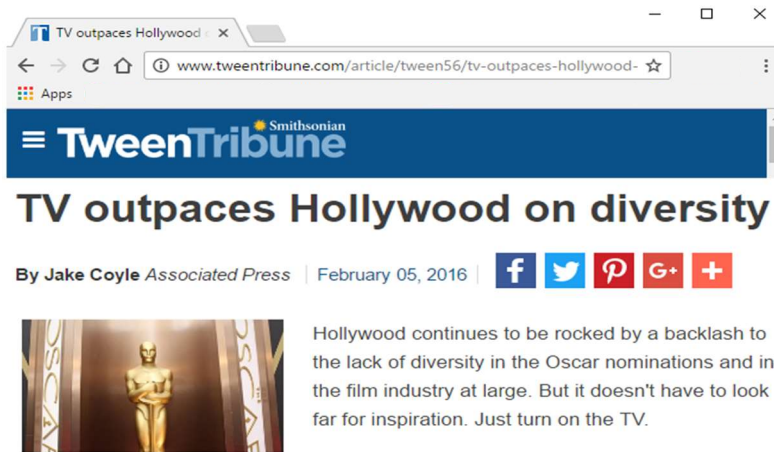 TV outpaces Hollywood
www.tweentribune.com/article/tween56/tv-outpaces-hollywood-
Apps
Smithsonian
TweenTribune
TV outpaces Hollywood on diversity
By Jake Coyle Associated Press | February 05, 2016 |
f G+ +
Hollywood continues to be rocked by a backlash to
the lack of diversity in the Oscar nominations and in
the film industry at large. But it doesn't have to look
far for inspiration. Just turn on the TV.
OSCAR
OSCAR